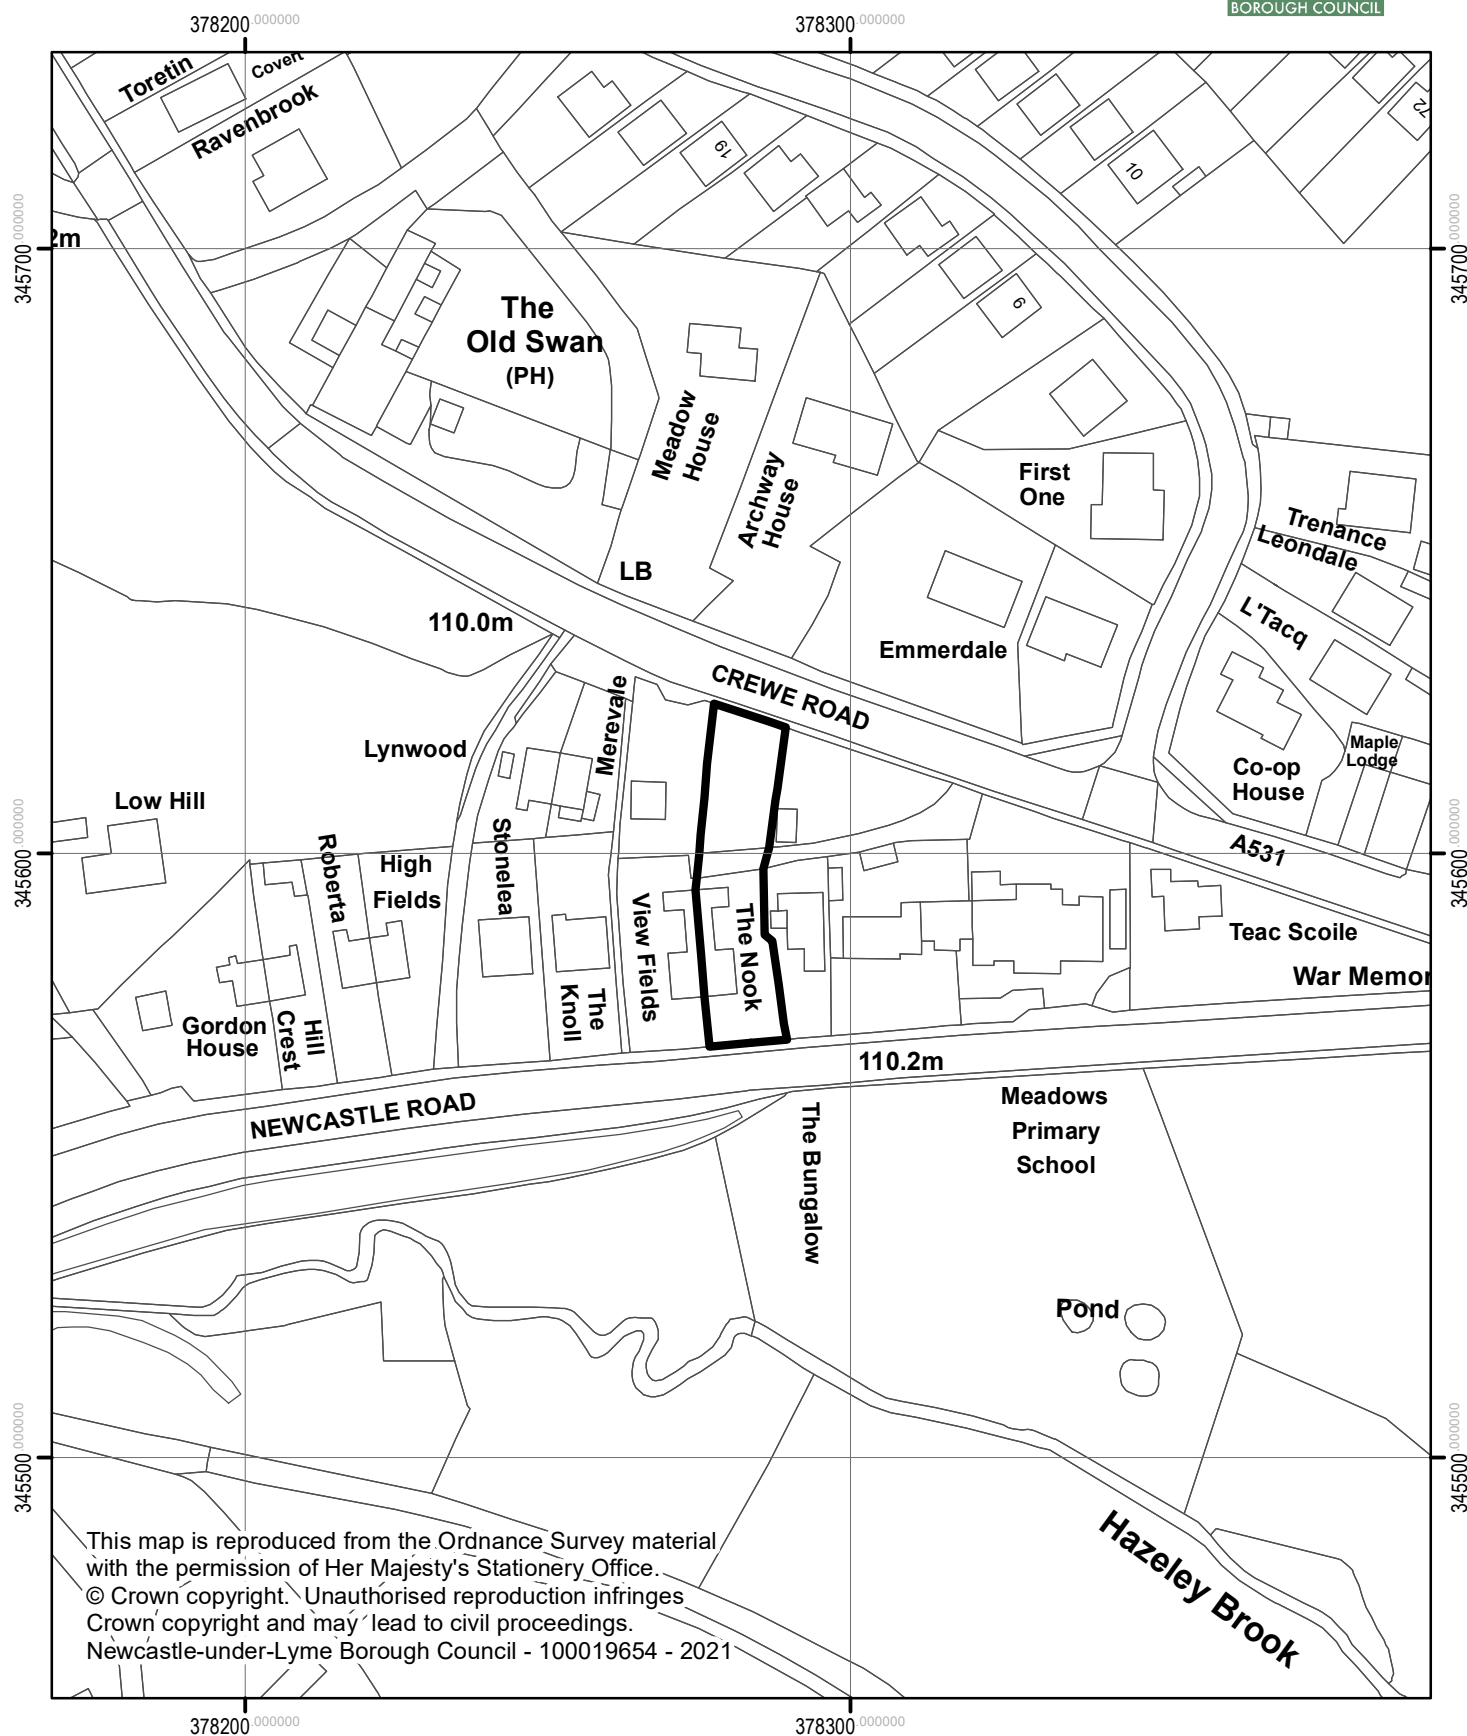 BOROUGH COUNCIL
378200.000000
378300.000000
Toretin
Covert
Ravenbrook
19
10
72
345700.000000
345700.000000
2m
The
Old Swan
(PH)
6
Meadow
House
Archway
House
First
One
Trenance
Leondale
LB
110.0m
L'Tacq
Emmerdale
CREWE ROAD
Merevale
Lynwood
Maple
Lodge
Co-op
House
Low Hill
345600.000000
345600.000000
Roberta
High
Fields
Stonelea
A531
View Fields
The Nook
Teac Scoile
War Memor
Gordon
House
Hill
Crest
The
Knoll
110.2m
NEWCASTLE ROAD
Meadows
Primary
School
The Bungalow
Pond
345500.000000
345500.000000
Hazeley Brook
This map is reproduced from the Ordnance Survey material
with the permission of Her Majesty's Stationery Office.
© Crown copyright. Unauthorised reproduction infringes
Crown copyright and may lead to civil proceedings.
Newcastle-under-Lyme Borough Council - 100019654 - 2021
378200.000000
378300.000000